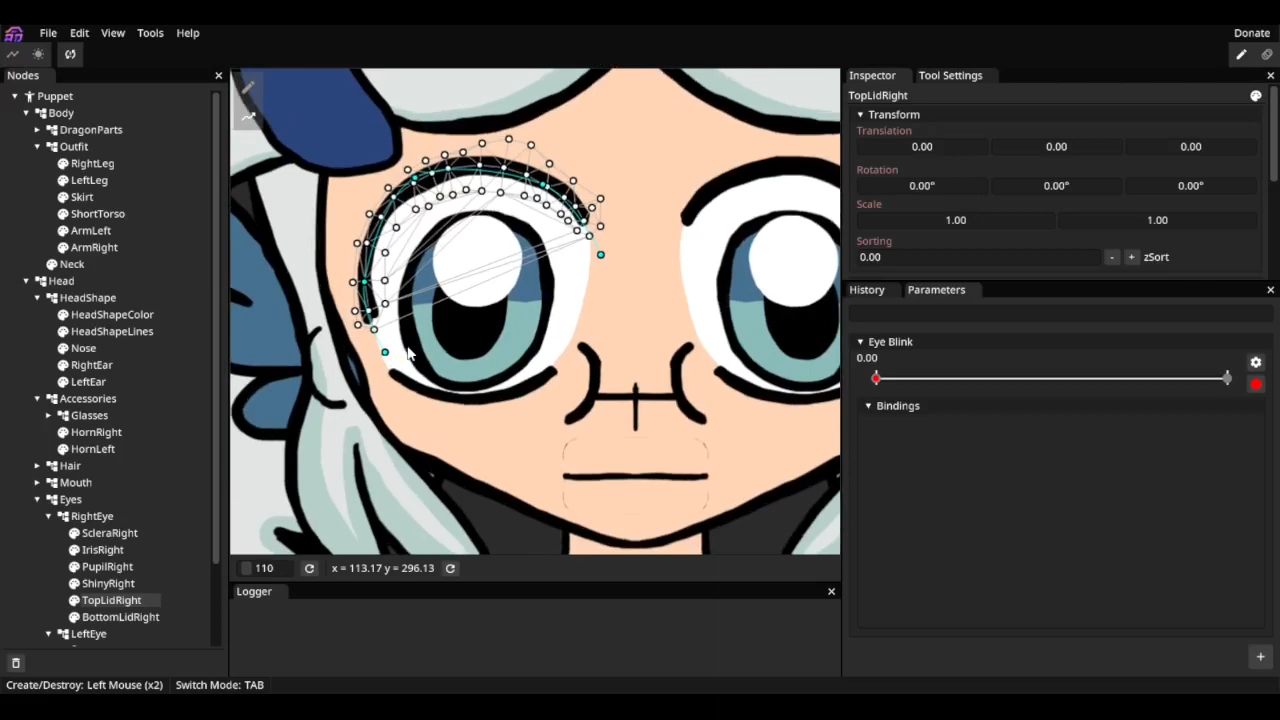 File Edit View Tools Help Donate
Nodes
Puppet
Body
DragonParts
Outfit
RightLeg
LeftLeg
Skirt
ShortTorso
ArmLeft
ArmRight
Neck
Head
HeadShape
HeadShapeColor
HeadShapeLines
Nose
RightEar
LeftEar
Accessories
Glasses
HornRight
HornLeft
Hair
Mouth
Eyes
RightEye
ScleraRight
IrisRight
PupilRight
ShinyRight
TopLidRight
BottomLidRight
LeftEye
110 x = 113.17 y = 296.13
Logger
Inspector Tool Settings
TopLidRight
Transform
Translation
0.00 0.00 0.00
Rotation
0.00° 0.00° 0.00°
Scale
1.00 1.00
Sorting
0.00 - + zSort
History Parameters
Eye Blink
0.00
Bindings
+
Create/Destroy: Left Mouse (x2) Switch Mode: TAB